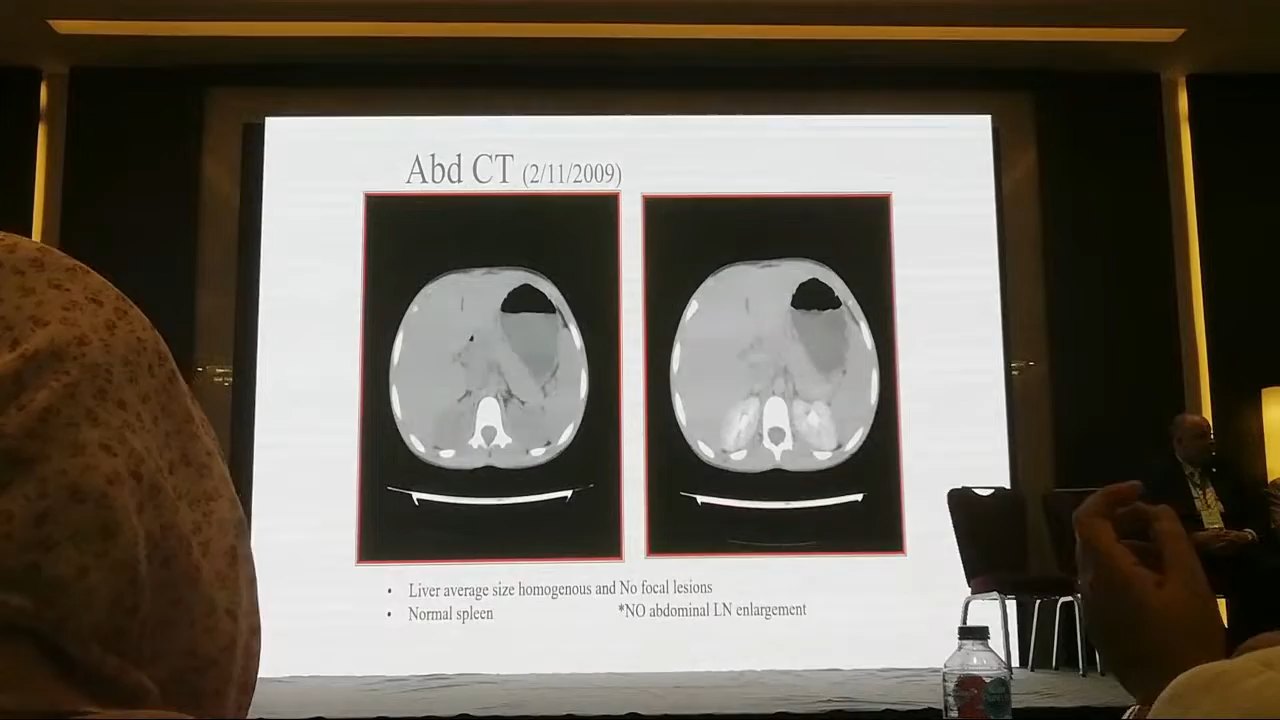 Abd CT (2/11/2009)
• Liver average size homogenous and No focal lesions
• Normal spleen *NO abdominal LN enlargement